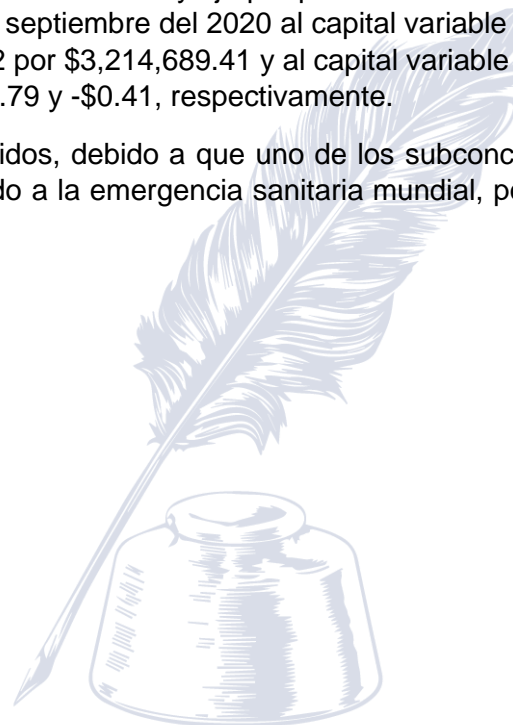 septiembre del 2020 al capital variable
2 por $3,214,689.41 y al capital variable
.79 y -$0.41, respectivamente.
idos, debido a que uno de los subconc
do a la emergencia sanitaria mundial, p